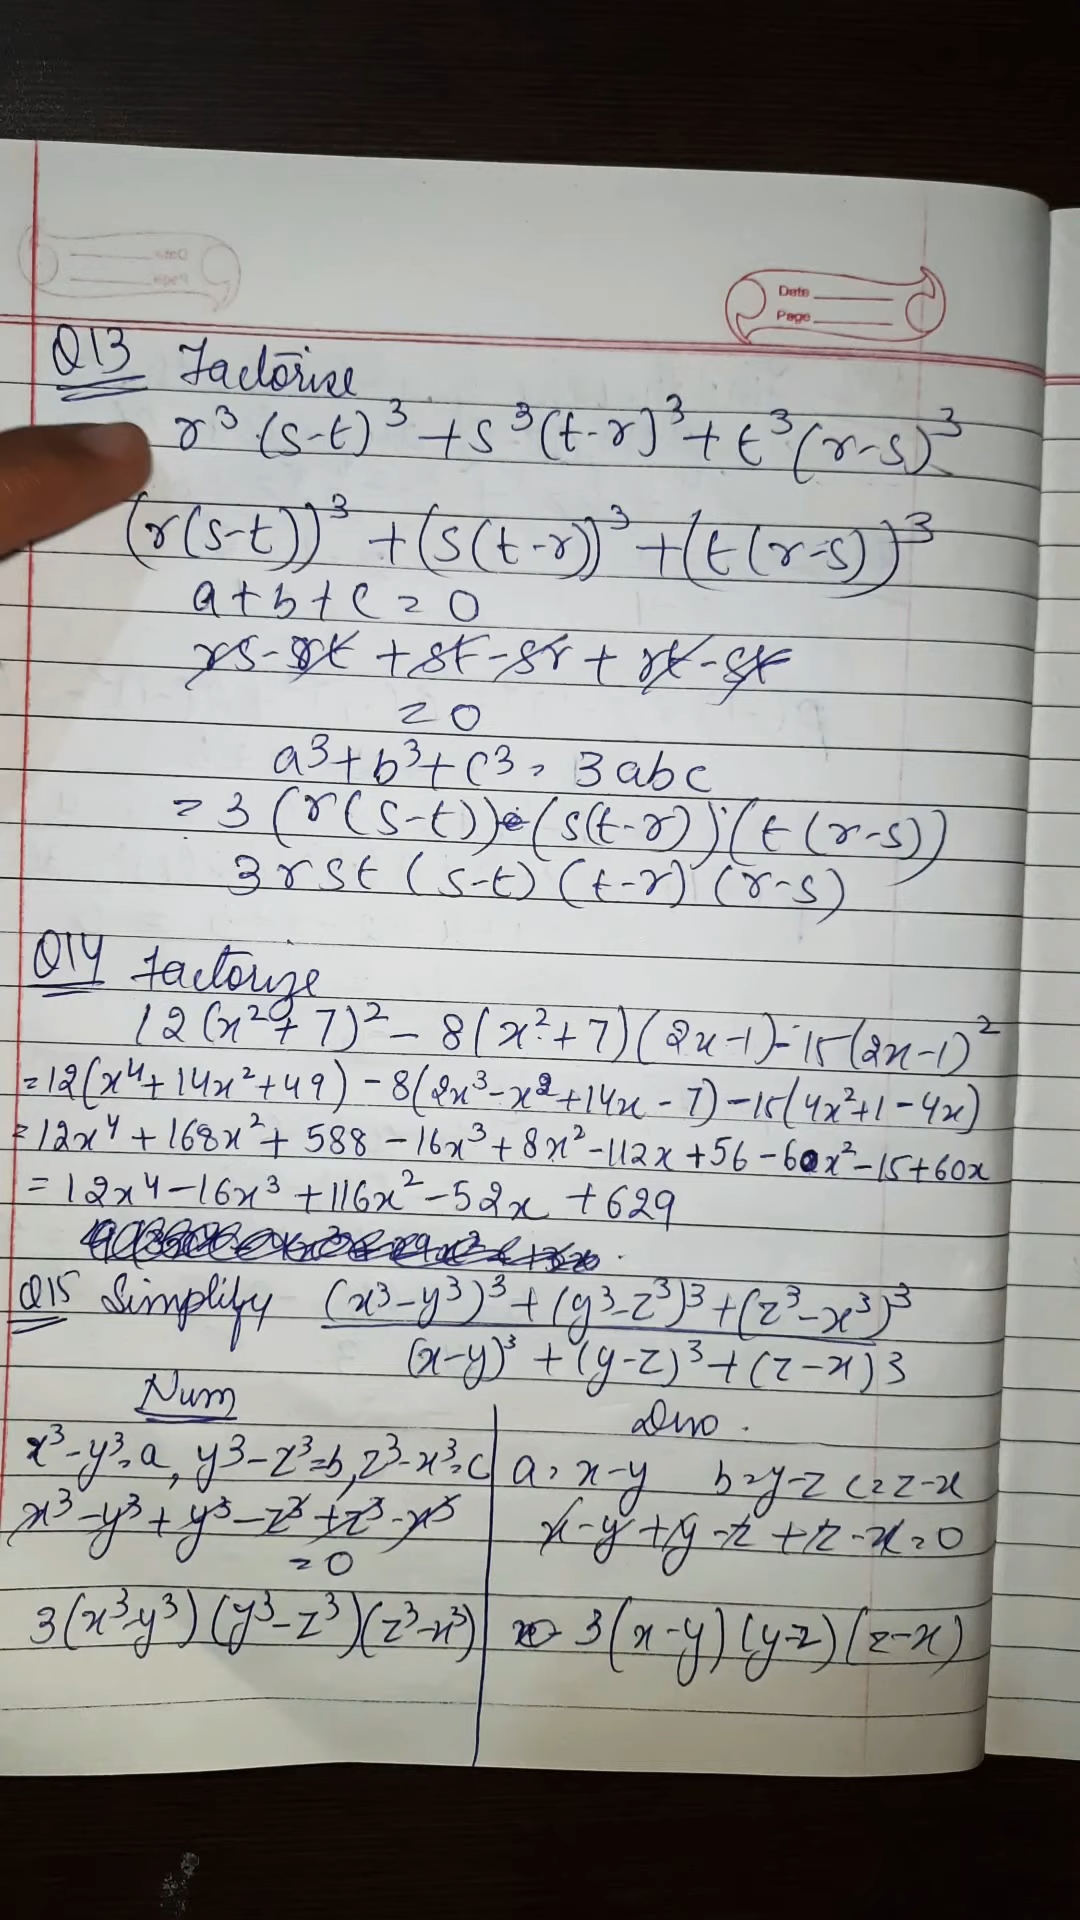 Date
Page
Q13 Factorise
r³ (s-t)³ + s³(t-r)³ + t³(r-s)³
(r(s-t))³ + (s(t-r))³ + (t(r-s))³
a+b+c = 0
rs - rt + st - sr + rt - st
= 0
a³+b³+c³ = 3abc
= 3 (r(s-t)) (s(t-r)) (t(r-s))
3rst (s-t) (t-r) (r-s)
Q14 Factorize
12(x²+7)² - 8(x²+7)(2x-1) - 15(2x-1)²
= 12(x⁴+14x²+49) - 8(2x³-x²+14x-7) - 15(4x²+1-4x)
= 12x⁴ + 168x² + 588 - 16x³ + 8x² - 112x + 56 - 60x² - 15 + 60x
= 12x⁴ - 16x³ + 116x² - 52x + 629
Q15 Simplify (x³-y³)³ + (y³-z³)³ + (z³-x³)³
(x-y)³ + (y-z)³ + (z-x)3
Num
x³-y³=a, y³-z³=b, z³-x³=c
x³-y³+y³-z³+z³-x³
= 0
3(x³-y³)(y³-z³)(z³-x³)
Dno.
a = x-y b=y-z c=z-x
x-y+y-z+z-x=0
3(x-y)(y-z)(z-x)